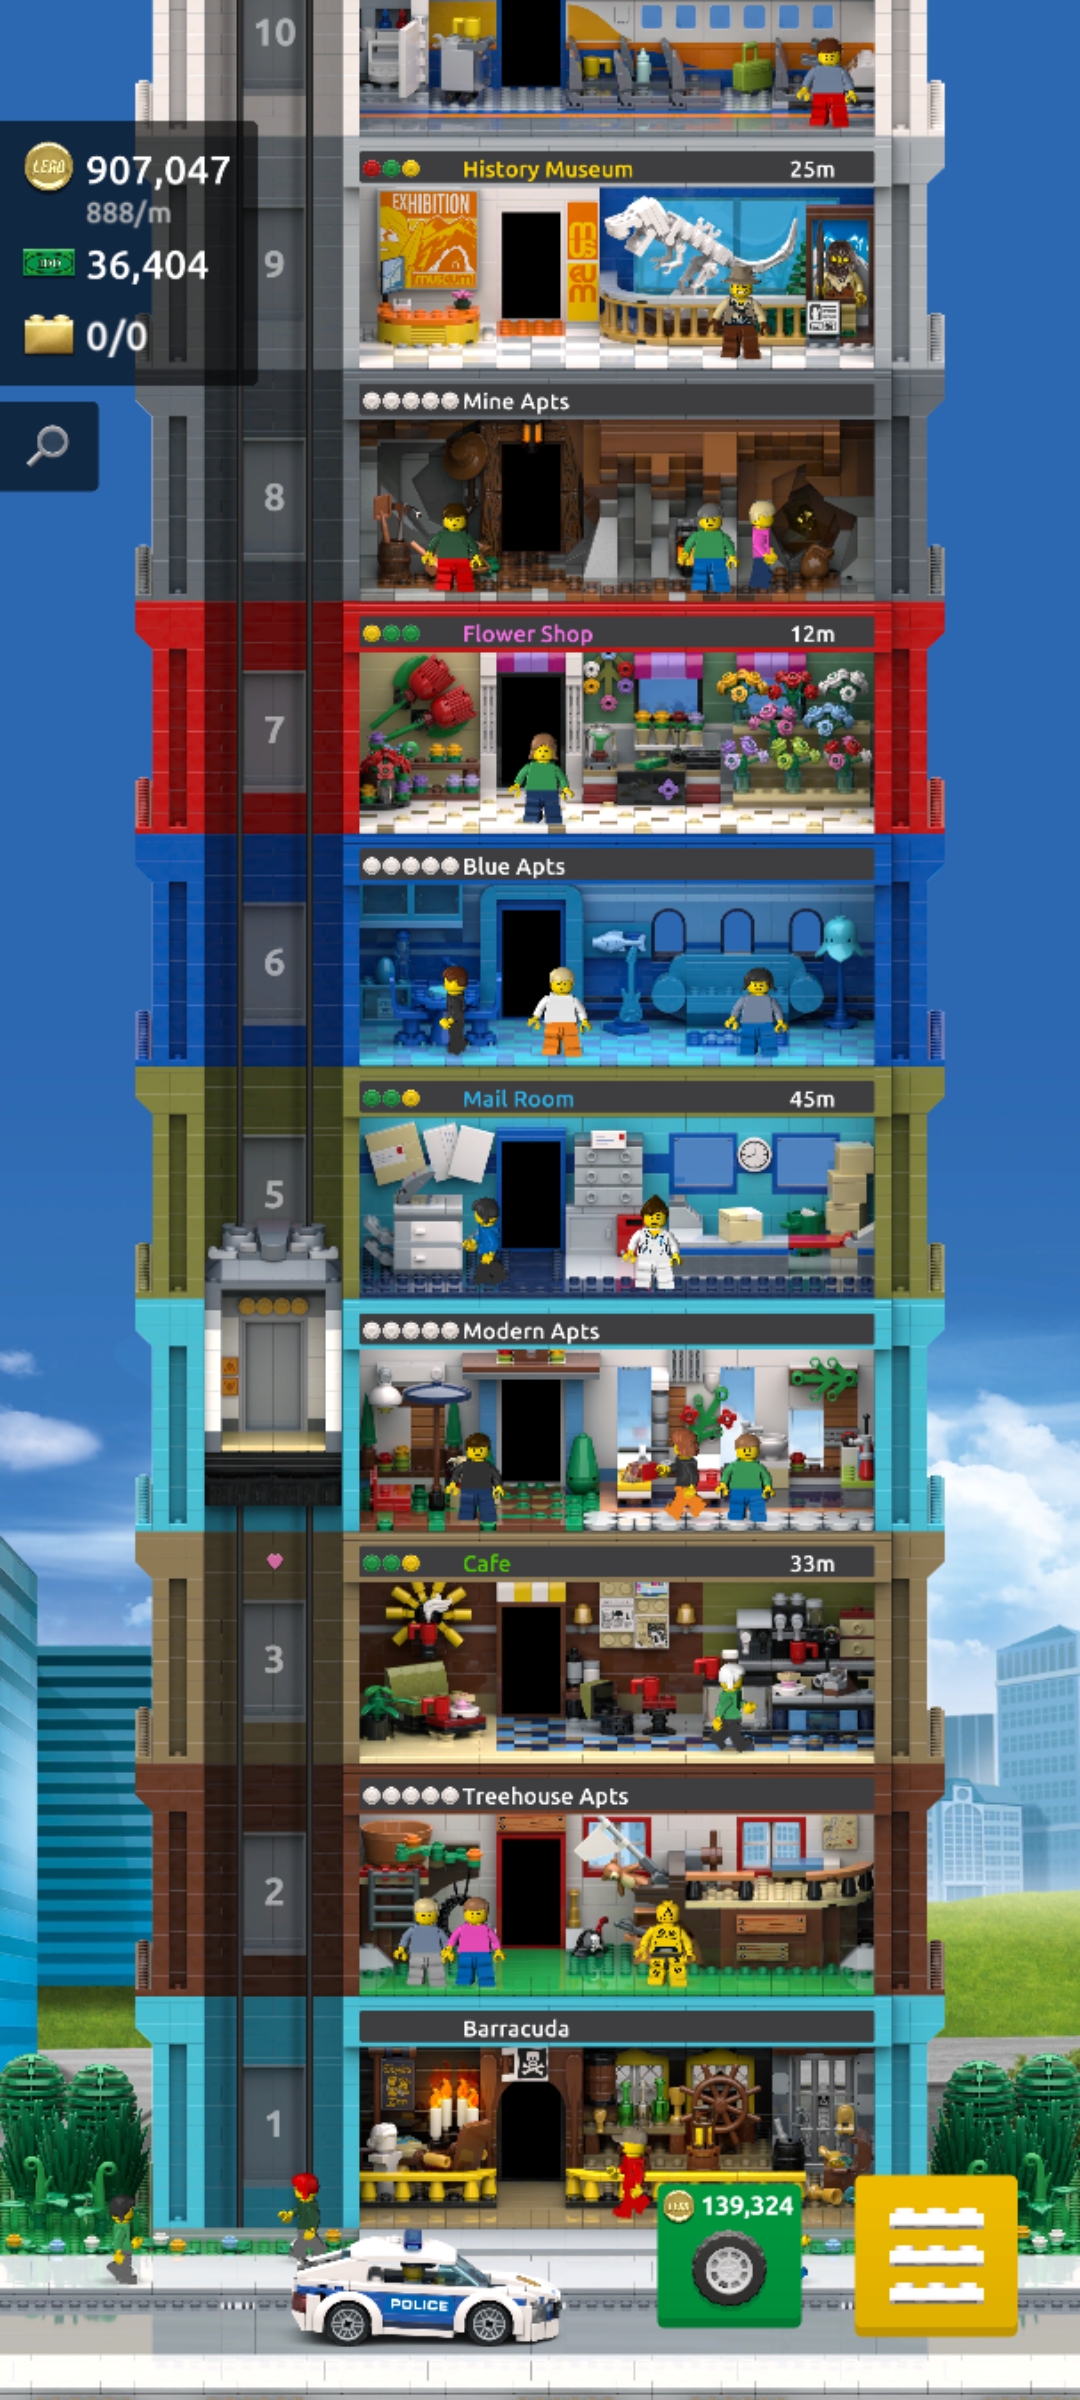 10
LEGO 907,047
888/m
36,404
0/0
History Museum 25m
EXHIBITION
museum
mus
eum
9
Mine Apts
8
Flower Shop 12m
7
Blue Apts
6
Mail Room 45m
5
Modern Apts
Cafe 33m
3
Treehouse Apts
2
Barracuda
1
139,324
POLICE